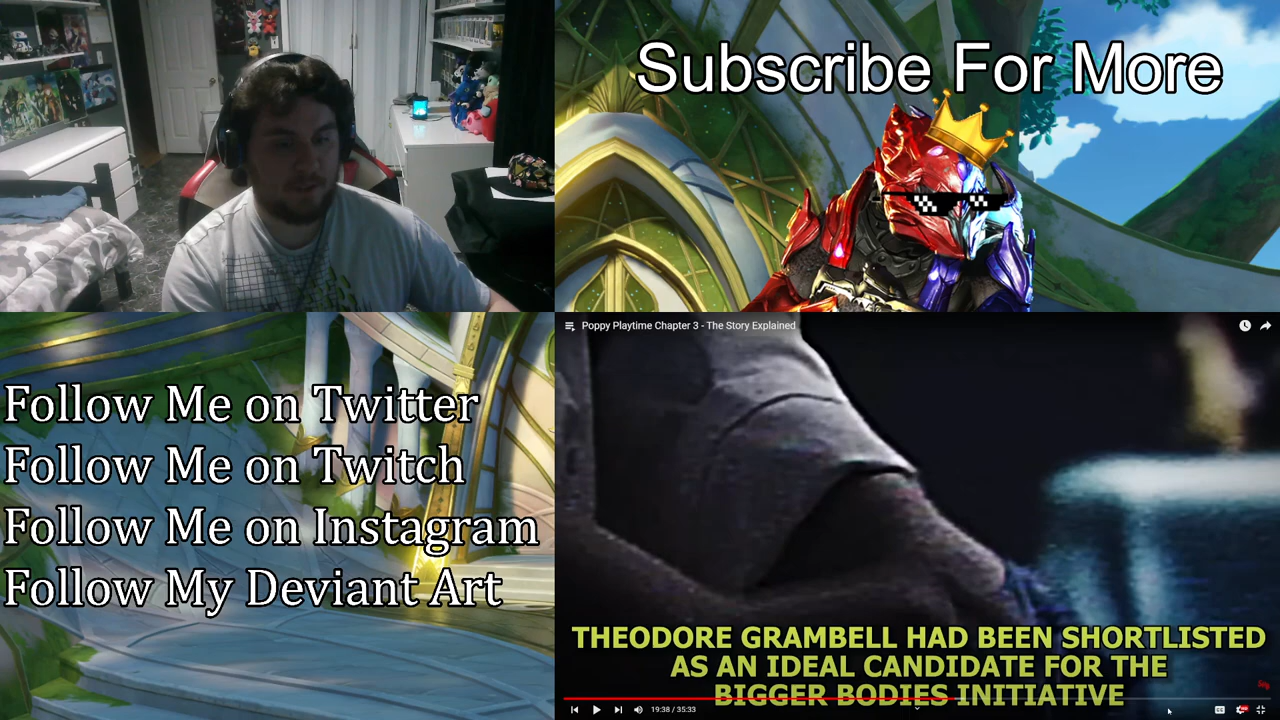 Subscribe For More
Follow Me on Twitter
Follow Me on Twitch
Follow Me on Instagram
Follow My Deviant Art
Poppy Playtime Chapter 3 - The Story Explained
THEODORE GRAMBELL HAD BEEN SHORTLISTED
AS AN IDEAL CANDIDATE FOR THE
BIGGER BODIES INITIATIVE
19:38 / 35:33